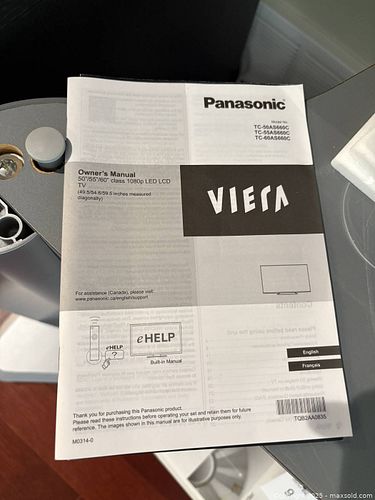 Panasonic
Model No.
TC-50AS660C
TC-55AS660C
TC-60AS660C
Owner's Manual
50"/55"/60" class 1080p LED LCD
TV
(49.5/54.6/59.5 inches measured
diagonally)
VIERA
For assistance (Canada), please visit:
www.panasonic.ca/english/support
eHELP
?
eHELP
Built-in Manual
English
Français
Thank you for purchasing this Panasonic product.
Please read these instructions before operating your set and retain them for future
reference. The images shown in this manual are for illustrative purposes only.
M0314-0
TQB2AA0835
2025 - maxsold.com